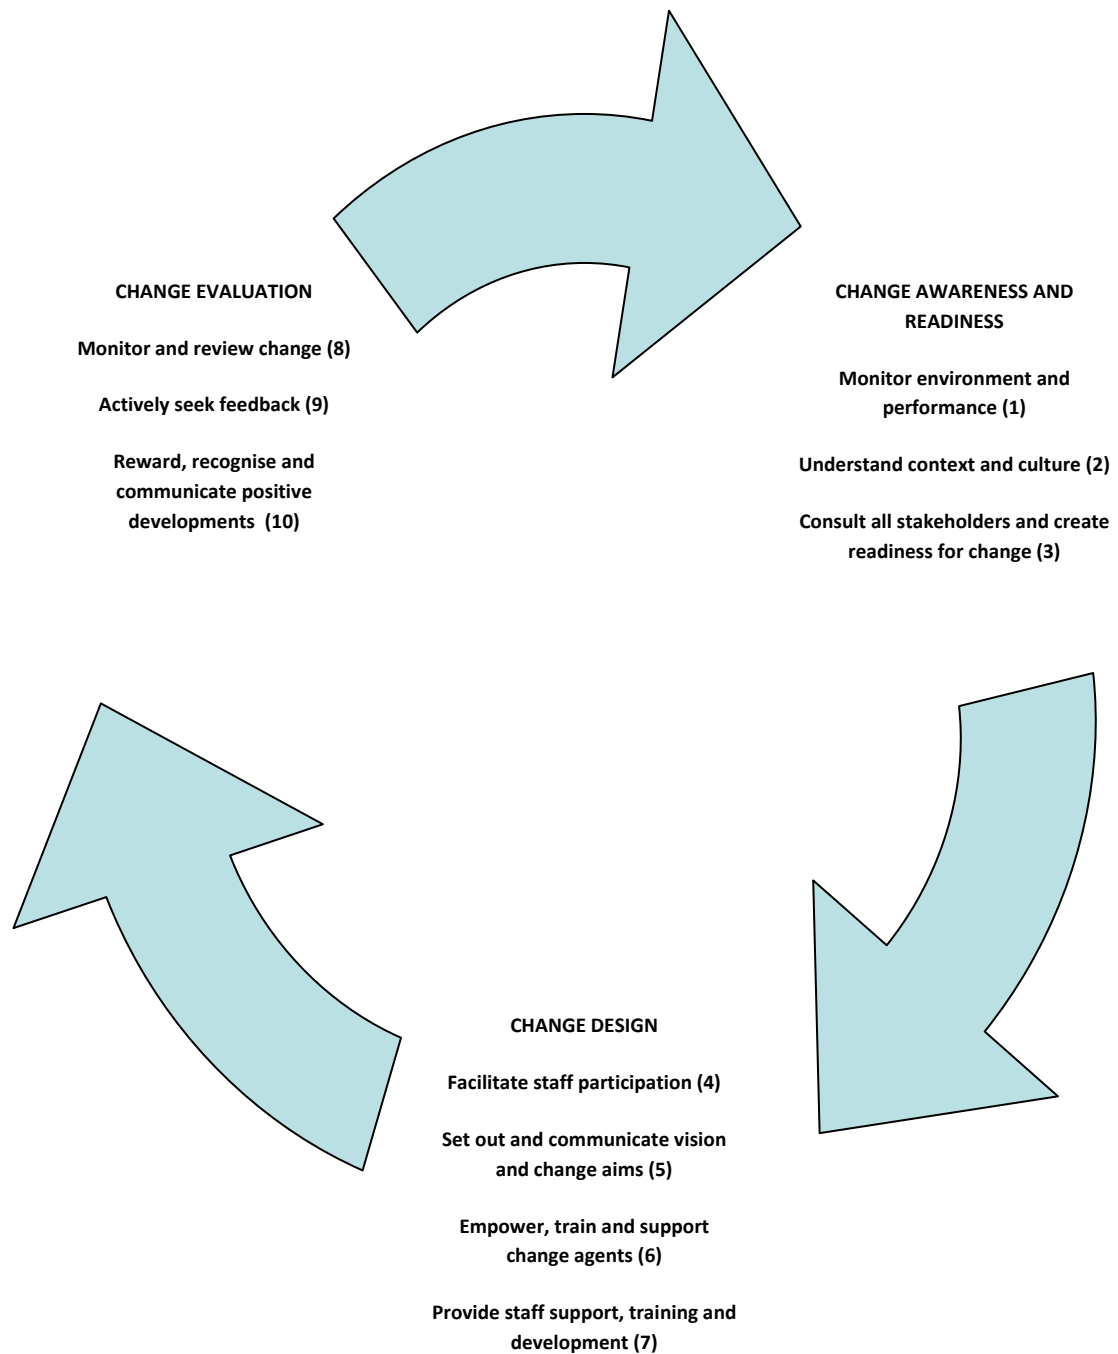 CHANGE EVALUATION
Monitor and review change (8)
Actively seek feedback (9)
Reward, recognise and
communicate positive
developments  (10)
CHANGE AWARENESS AND
READINESS
Monitor environment and
performance (1)
Understand context and culture (2)
Consult all stakeholders and create
readiness for change (3)
CHANGE DESIGN
Facilitate staff participation (4)
Set out and communicate vision
and change aims (5)
Empower, train and support
change agents (6)
Provide staff support, training and
development (7)